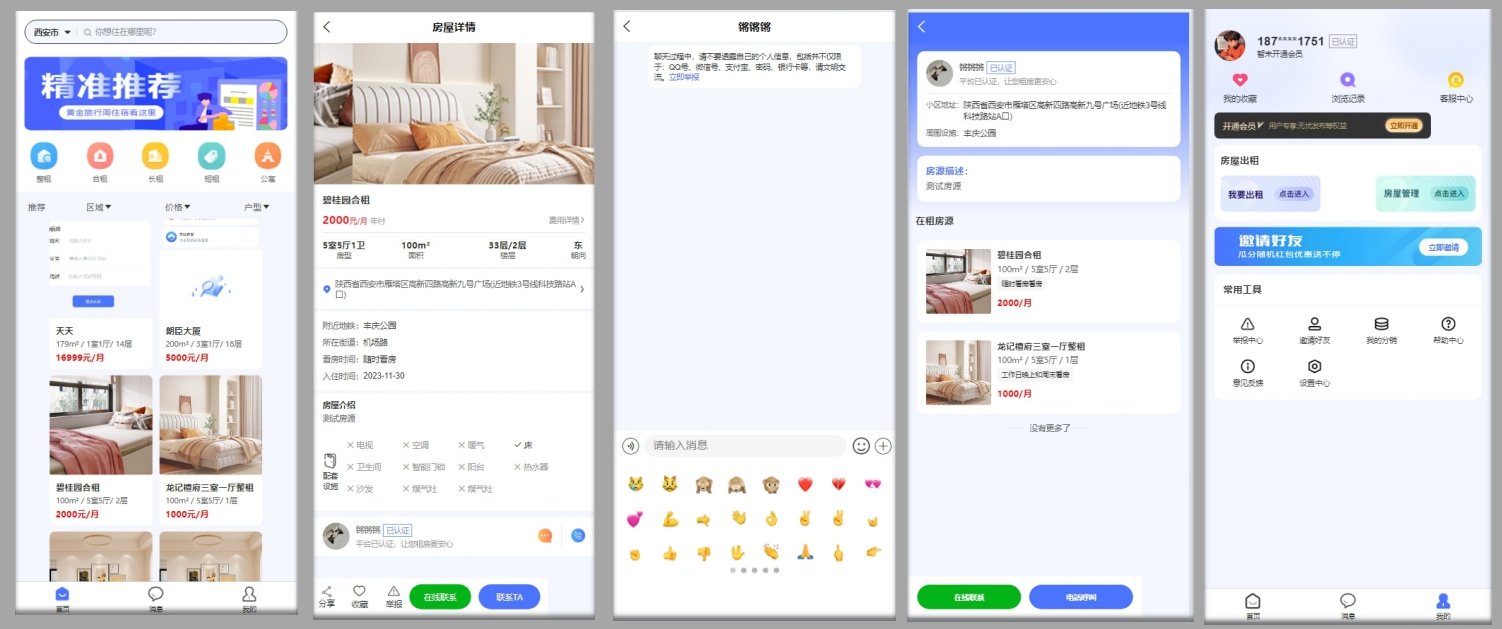 西安市
你想住在哪里呢?
精准推荐
黄金旅行周住宿看这里
整租
合租
长租
短租
公寓
推荐
区域
价格
户型
天天
179m² / 1室1厅/ 14层
16999元/月
朗臣大厦
200m² / 3室1厅/ 18层
5000元/月
碧桂园合租
100m² / 5室5厅/ 2层
2000元/月
龙记檀府三室一厅整租
100m² / 5室5厅/ 1层
1000元/月
首页
消息
我的
房屋详情
碧桂园合租
2000元/月 年付
费用详情
5室5厅1卫
房型
100m²
面积
33层/2层
楼层
东
朝向
陕西省西安市雁塔区高新四路高新九号广场(近地铁3号线科技路站A
口)
附近地铁：丰庆公园
所在街道：机场路
看房时间：随时看房
入住时间：2023-11-30
房屋介绍
测试房源
配套
设施
电视
空调
暖气
床
卫生间
智能门锁
阳台
热水器
沙发
煤气灶
煤气灶
锵锵锵
已认证
平台已认证，让您租房更安心
分享
收藏
举报
在线联系
联系TA
锵锵锵
聊天过程中，请不要透露自己的个人信息，包括并不仅限
于：QQ号、微信号、支付宝、密码、银行卡等，请文明交
流。立即举报
请输入消息
锵锵锵
已认证
平台已认证，让您租房更安心
小区地址：陕西省西安市雁塔区高新四路高新九号广场(近地铁3号线
科技路站A口)
周围设施：丰庆公园
房源描述：
测试房源
在租房源
碧桂园合租
100m² / 5室5厅 / 2层
随时看房看房
2000/月
龙记檀府三室一厅整租
100m² / 5室5厅 / 1层
工作日晚上和周末看房
1000/月
没有更多了
在线联系
电话呼叫
187****1751
已认证
暂未开通会员
我的收藏
浏览记录
客服中心
开通会员
用户专享无忧发布等权益
立即开通
房屋出租
我要出租
点击进入
房屋管理
点击进入
邀请好友
瓜分随机红包优惠送不停
立即邀请
常用工具
举报中心
邀请好友
我的分销
帮助中心
意见反馈
设置中心
首页
消息
我的